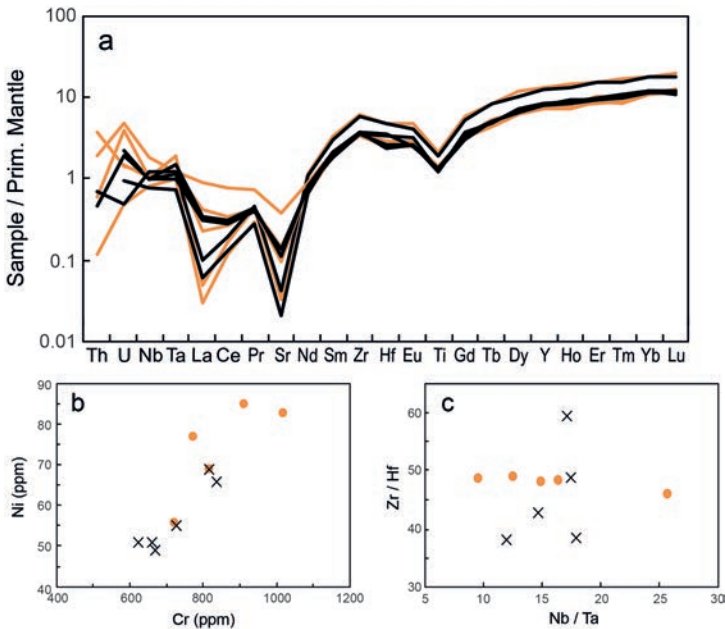 a
100
10
1
0.1
0.01
Sample / Prim. Mantle
Th U Nb Ta La Ce Pr Sr Nd Sm Zr Hf Eu Ti Gd Tb Dy Y Ho Er Tm Yb Lu
b
90
80
70
60
50
40
Ni (ppm)
400 600 800 1000 1200
Cr (ppm)
c
60
50
40
30
Zr / Hf
5 10 15 20 25 30
Nb / Ta